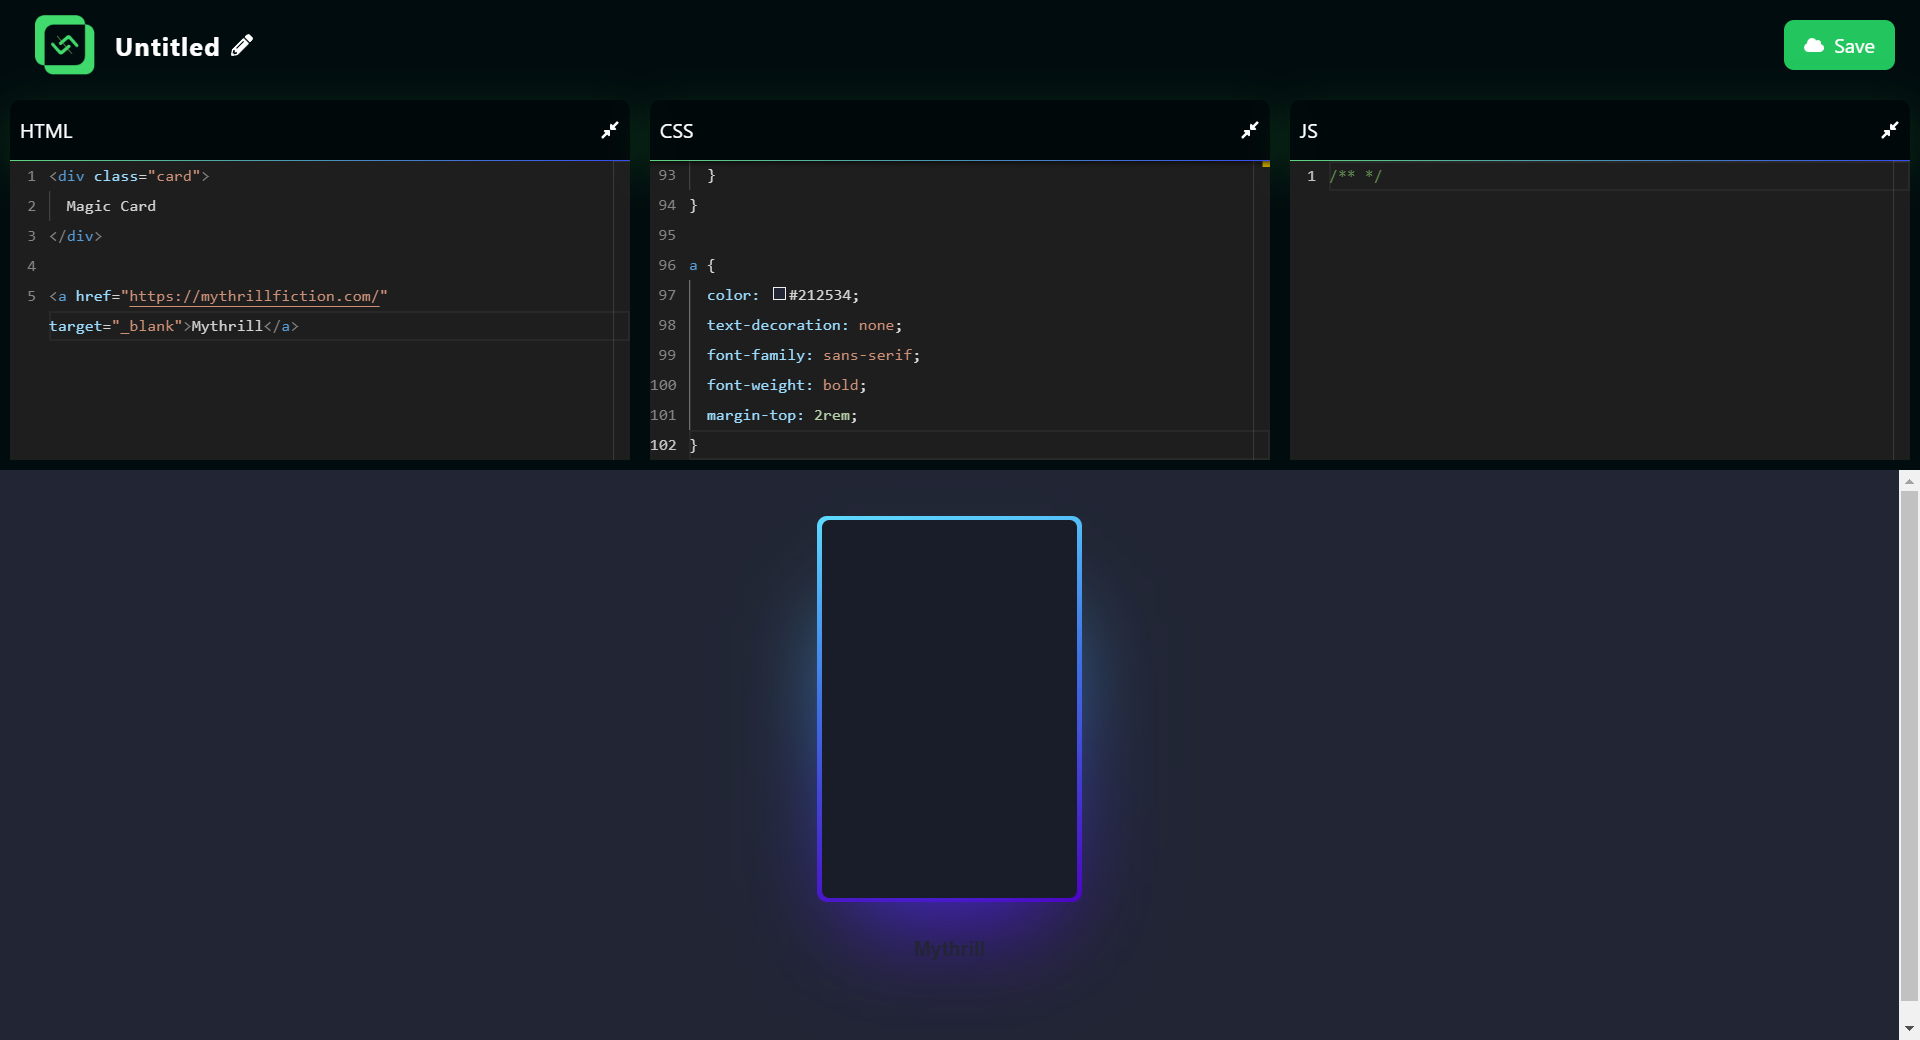 Untitled
Save
HTML
1 <div class="card">
2 Magic Card
3 </div>
4
5 <a href="https://mythrillfiction.com/"
target="_blank">Mythrill</a>
CSS
93 }
94 }
95
96 a {
97 color: #212534;
98 text-decoration: none;
99 font-family: sans-serif;
100 font-weight: bold;
101 margin-top: 2rem;
102 }
JS
1 /** */
Mythrill